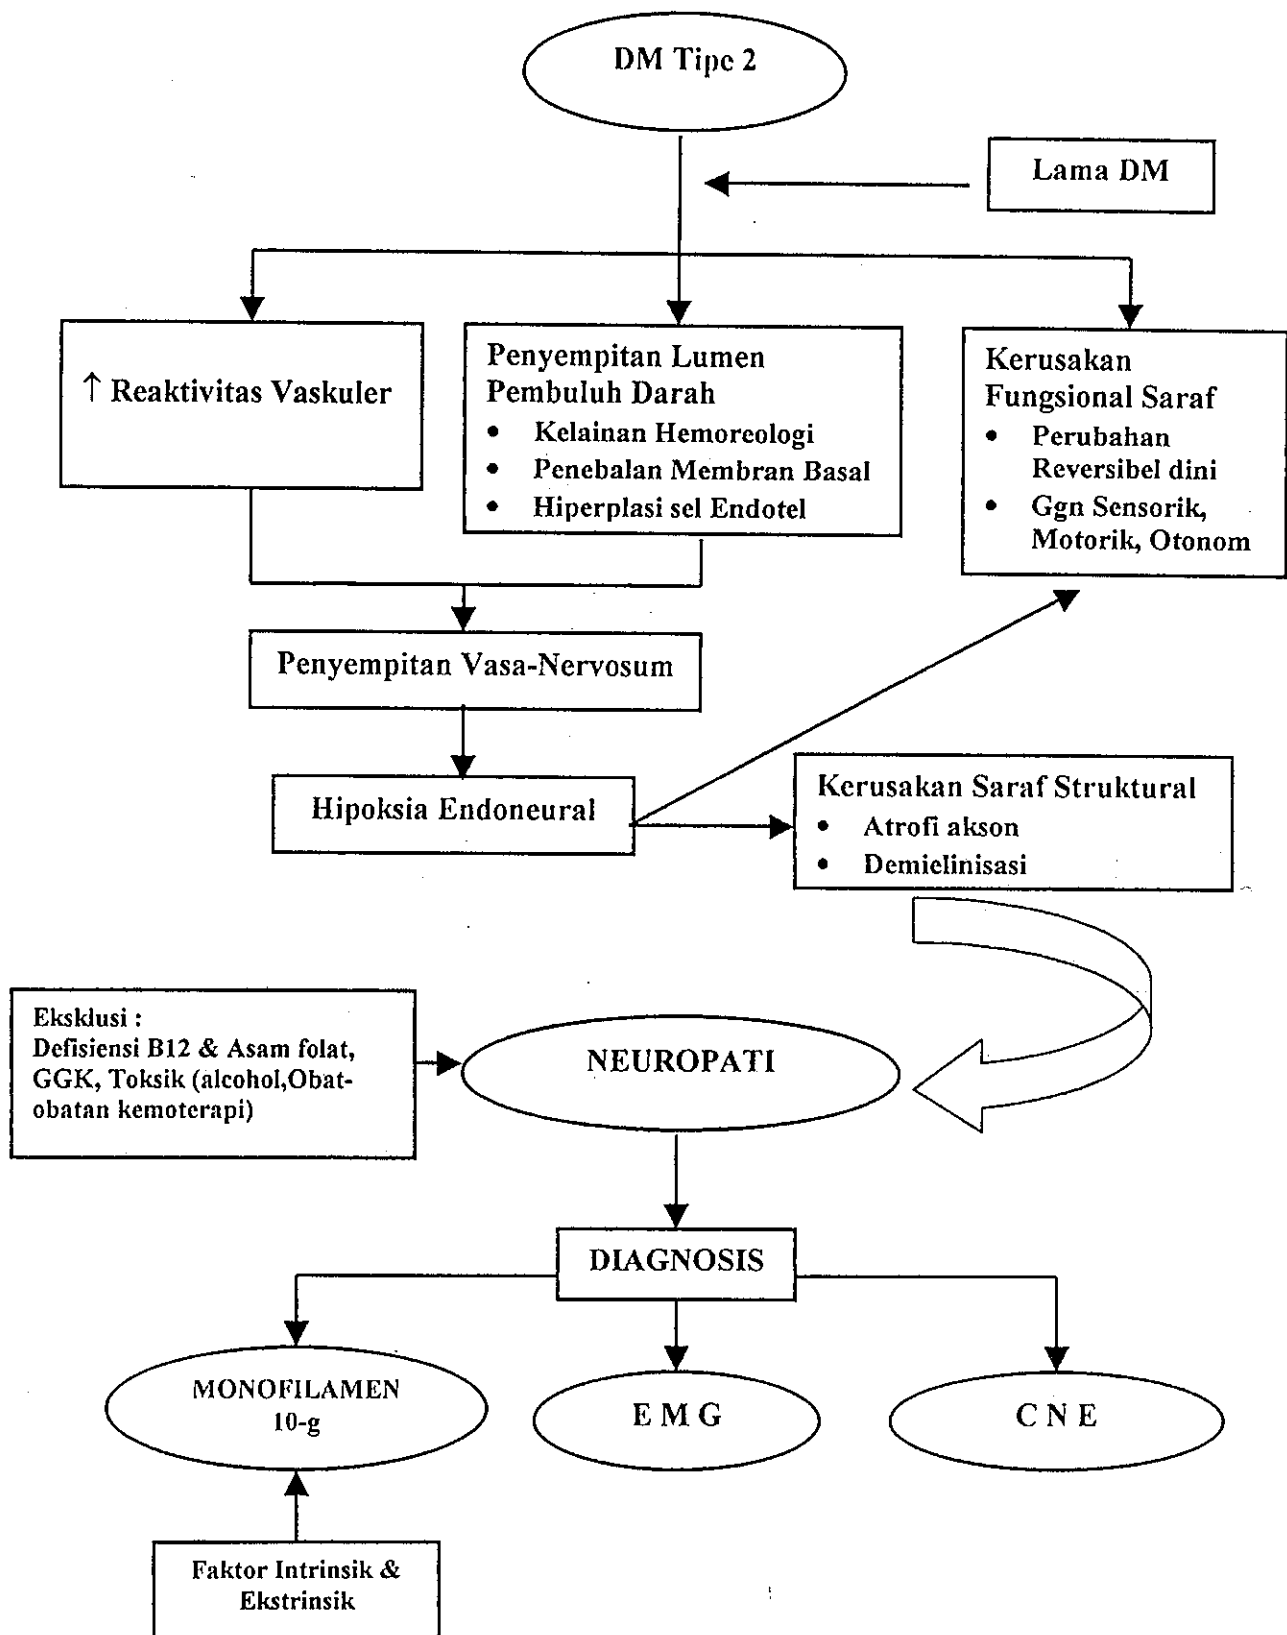 DM Tipe 2
Lama DM
↑ Reaktivitas Vaskuler
Penyempitan Lumen
Pembuluh Darah
• Kelainan Hemoreologi
• Penebalan Membran Basal
• Hiperplasi sel Endotel
Kerusakan
Fungsional Saraf
• Perubahan
Reversibel dini
• Ggn Sensorik,
Motorik, Otonom
Penyempitan Vasa-Nervosum
Hipoksia Endoneural
Kerusakan Saraf Struktural
• Atrofi akson
• Demielinisasi
Eksklusi :
Defisiensi B12 & Asam folat,
GGK, Toksik (alcohol,Obat-
obatan kemoterapi)
NEUROPATI
DIAGNOSIS
MONOFILAMEN
10-g
E M G
C N E
Faktor Intrinsik &
Ekstrinsik